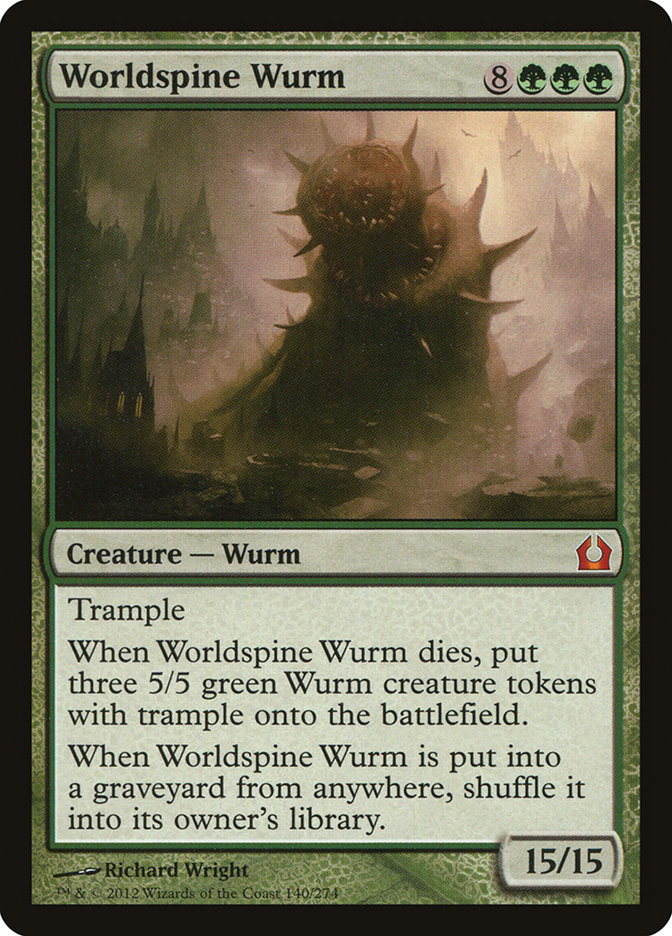 Worldspine Wurm 8
Creature — Wurm
Trample
When Worldspine Wurm dies, put
three 5/5 green Wurm creature tokens
with trample onto the battlefield.
When Worldspine Wurm is put into
a graveyard from anywhere, shuffle it
into its owner's library.
15/15
Richard Wright
™ & © 2012 Wizards of the Coast 140/274